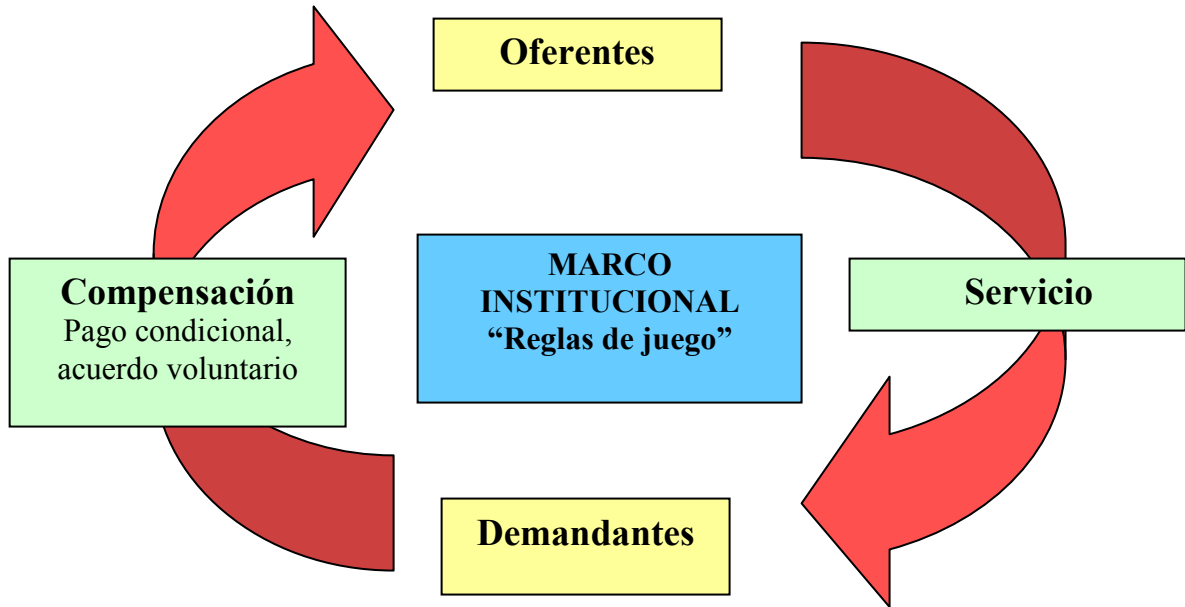 Oferentes
MARCO
INSTITUCIONAL
“Reglas de juego”
Compensación
Pago condicional,
acuerdo voluntario
Servicio
Demandantes